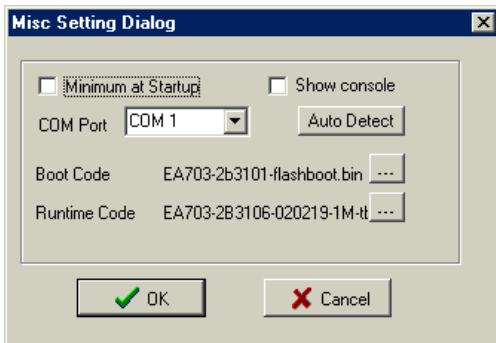 Misc Setting Dialog
Minimum at Startup Show console
COM Port COM 1 Auto Detect
Boot Code EA703-2b3101-flashboot.bin ...
Runtime Code EA703-2B3106-020219-1M-tt ...
OK Cancel